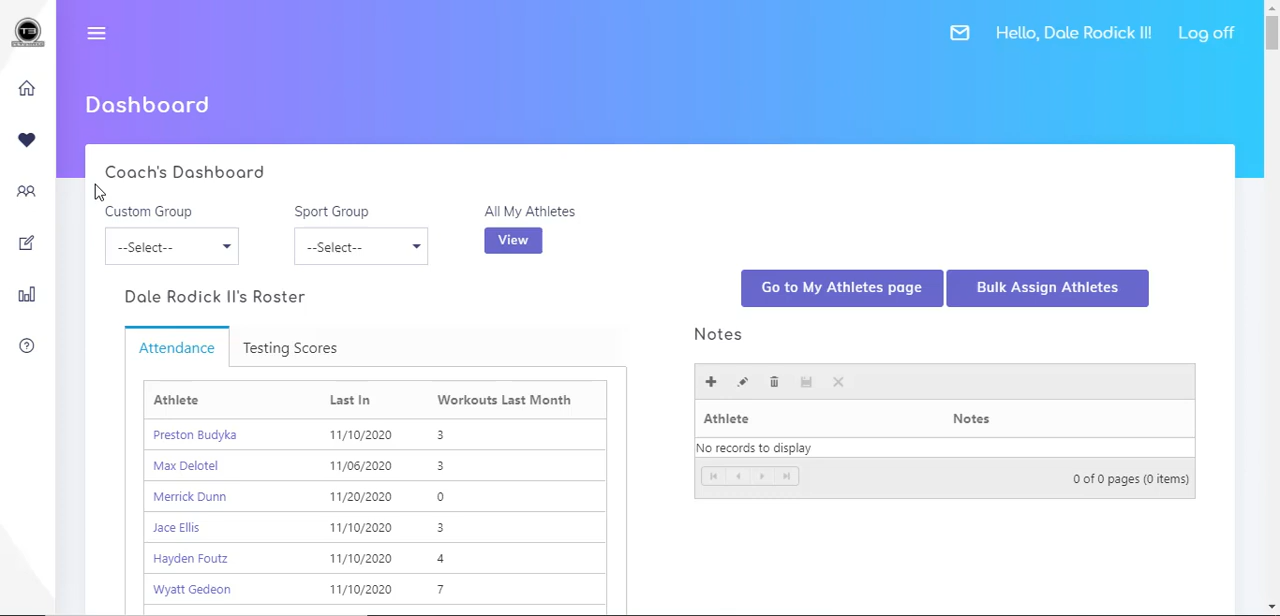 T3
Hello, Dale Rodick II!
Log off
Dashboard
Coach's Dashboard
Custom Group
Sport Group
All My Athletes
--Select--
--Select--
View
Go to My Athletes page
Bulk Assign Athletes
Dale Rodick II's Roster
Attendance
Testing Scores
Athlete Last In Workouts Last Month
Preston Budyka 11/10/2020 3
Max Delotel 11/06/2020 3
Merrick Dunn 11/20/2020 0
Jace Ellis 11/10/2020 3
Hayden Foutz 11/10/2020 4
Wyatt Gedeon 11/10/2020 7
Notes
Athlete Notes
No records to display
0 of 0 pages (0 items)